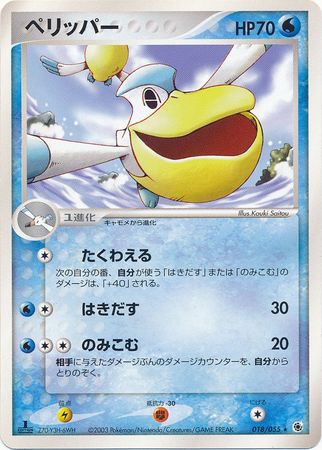 ペリッパー HP70
1進化 キャモメから進化
Illus. Kouki Saitou
たくわえる
次の自分の番、自分が使う「はきだす」または「のみこむ」の
ダメージは、「+40」される。
はきだす 30
のみこむ 20
相手に与えたダメージぶんのダメージカウンターを、自分から
とりのぞく。
弱点 抵抗力 -30 にげる
1 EDITION 270-Y3H-6WH ©2003 Pokémon/Nintendo/Creatures/GAME FREAK. 018/055 ★